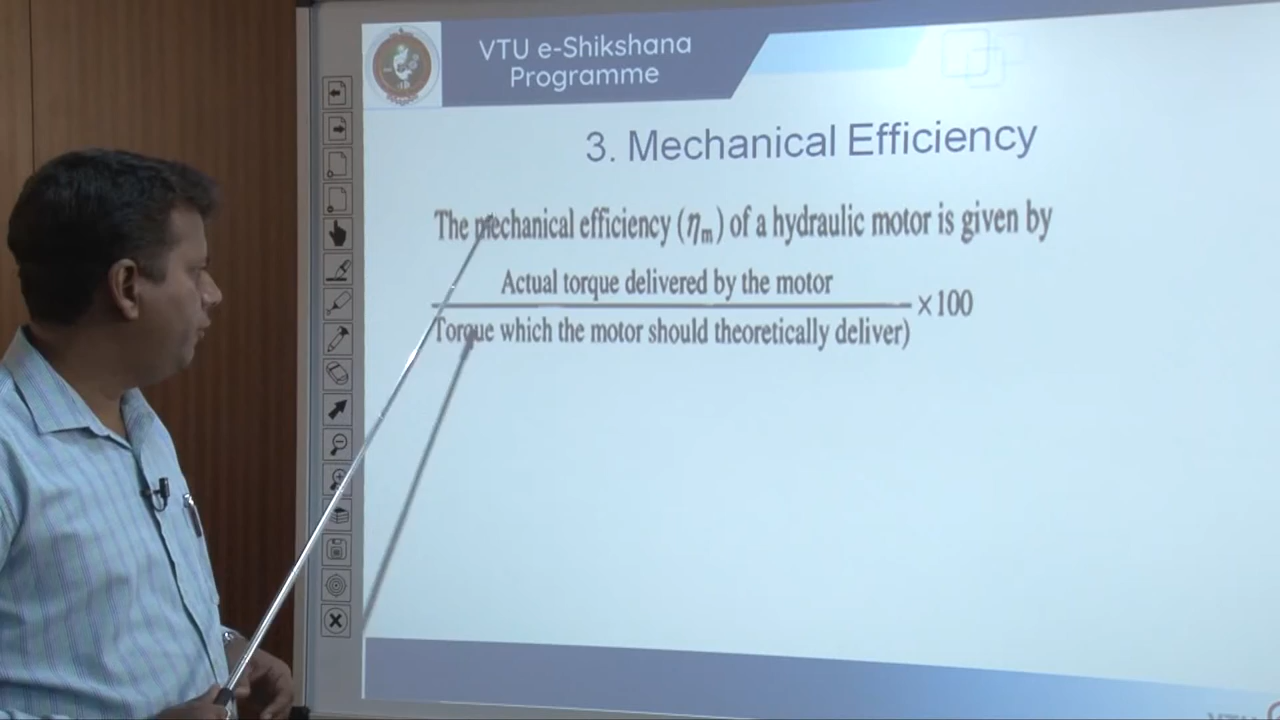 VTU e-Shikshana
Programme
3. Mechanical Efficiency
The mechanical efficiency (ηm) of a hydraulic motor is given by
Actual torque delivered by the motor
Torque which the motor should theoretically deliver)
×100
VTU